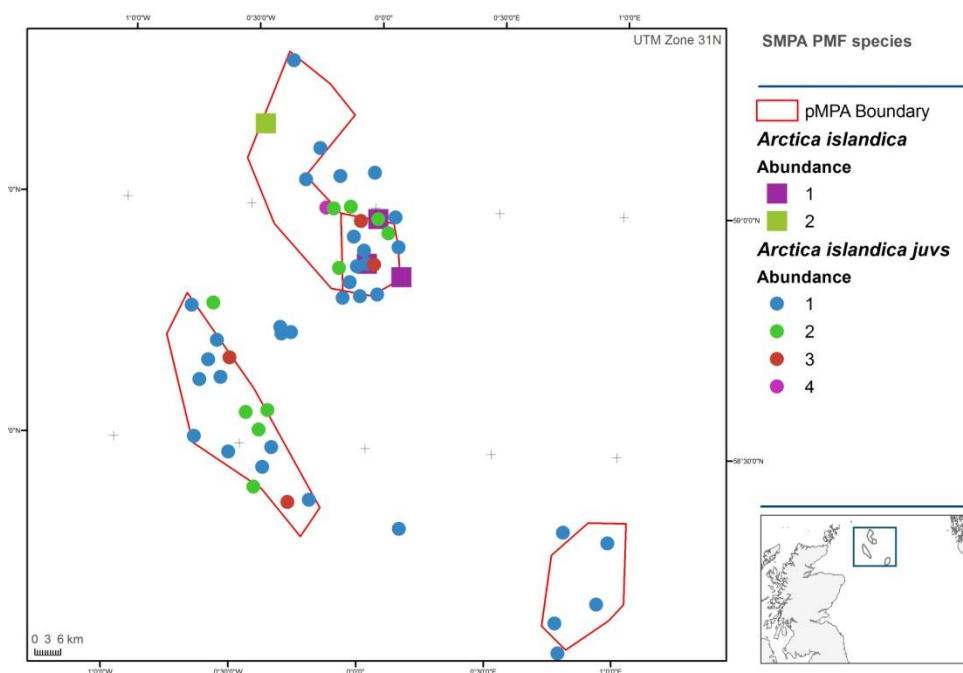 1°0'0"W 0°30'0"W 0°0'0" 0°30'0"E 1°0'0"E
UTM Zone 31N
59°0'0"N
58°30'0"N
0 3 6 km
1°0'0"W 0°30'0"W 0°0'0" 0°30'0"E 1°0'0"E
SMPA PMF species
pMPA Boundary
Arctica islandica
Abundance
1
2
Arctica islandica juvs
Abundance
1
2
3
4